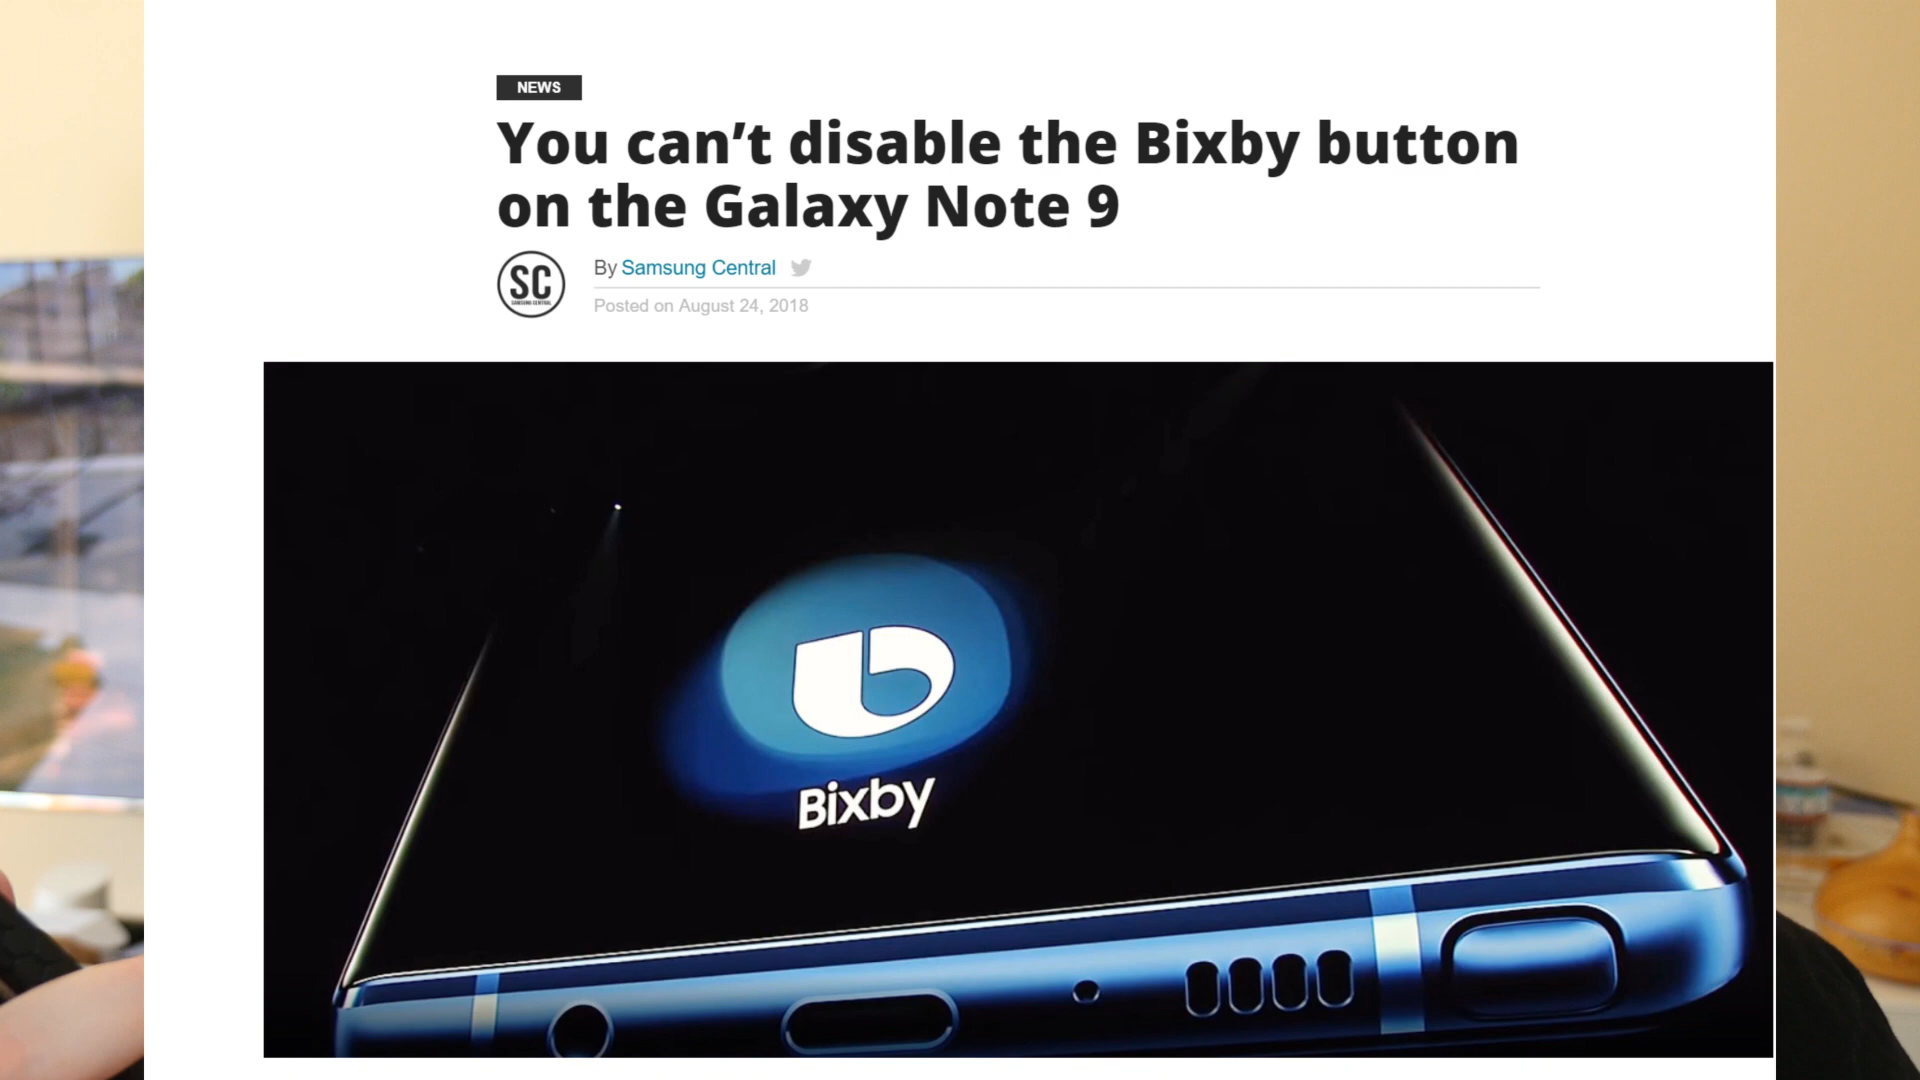 NEWS
You can’t disable the Bixby button
on the Galaxy Note 9
SC
By Samsung Central
Posted on August 24, 2018
Bixby